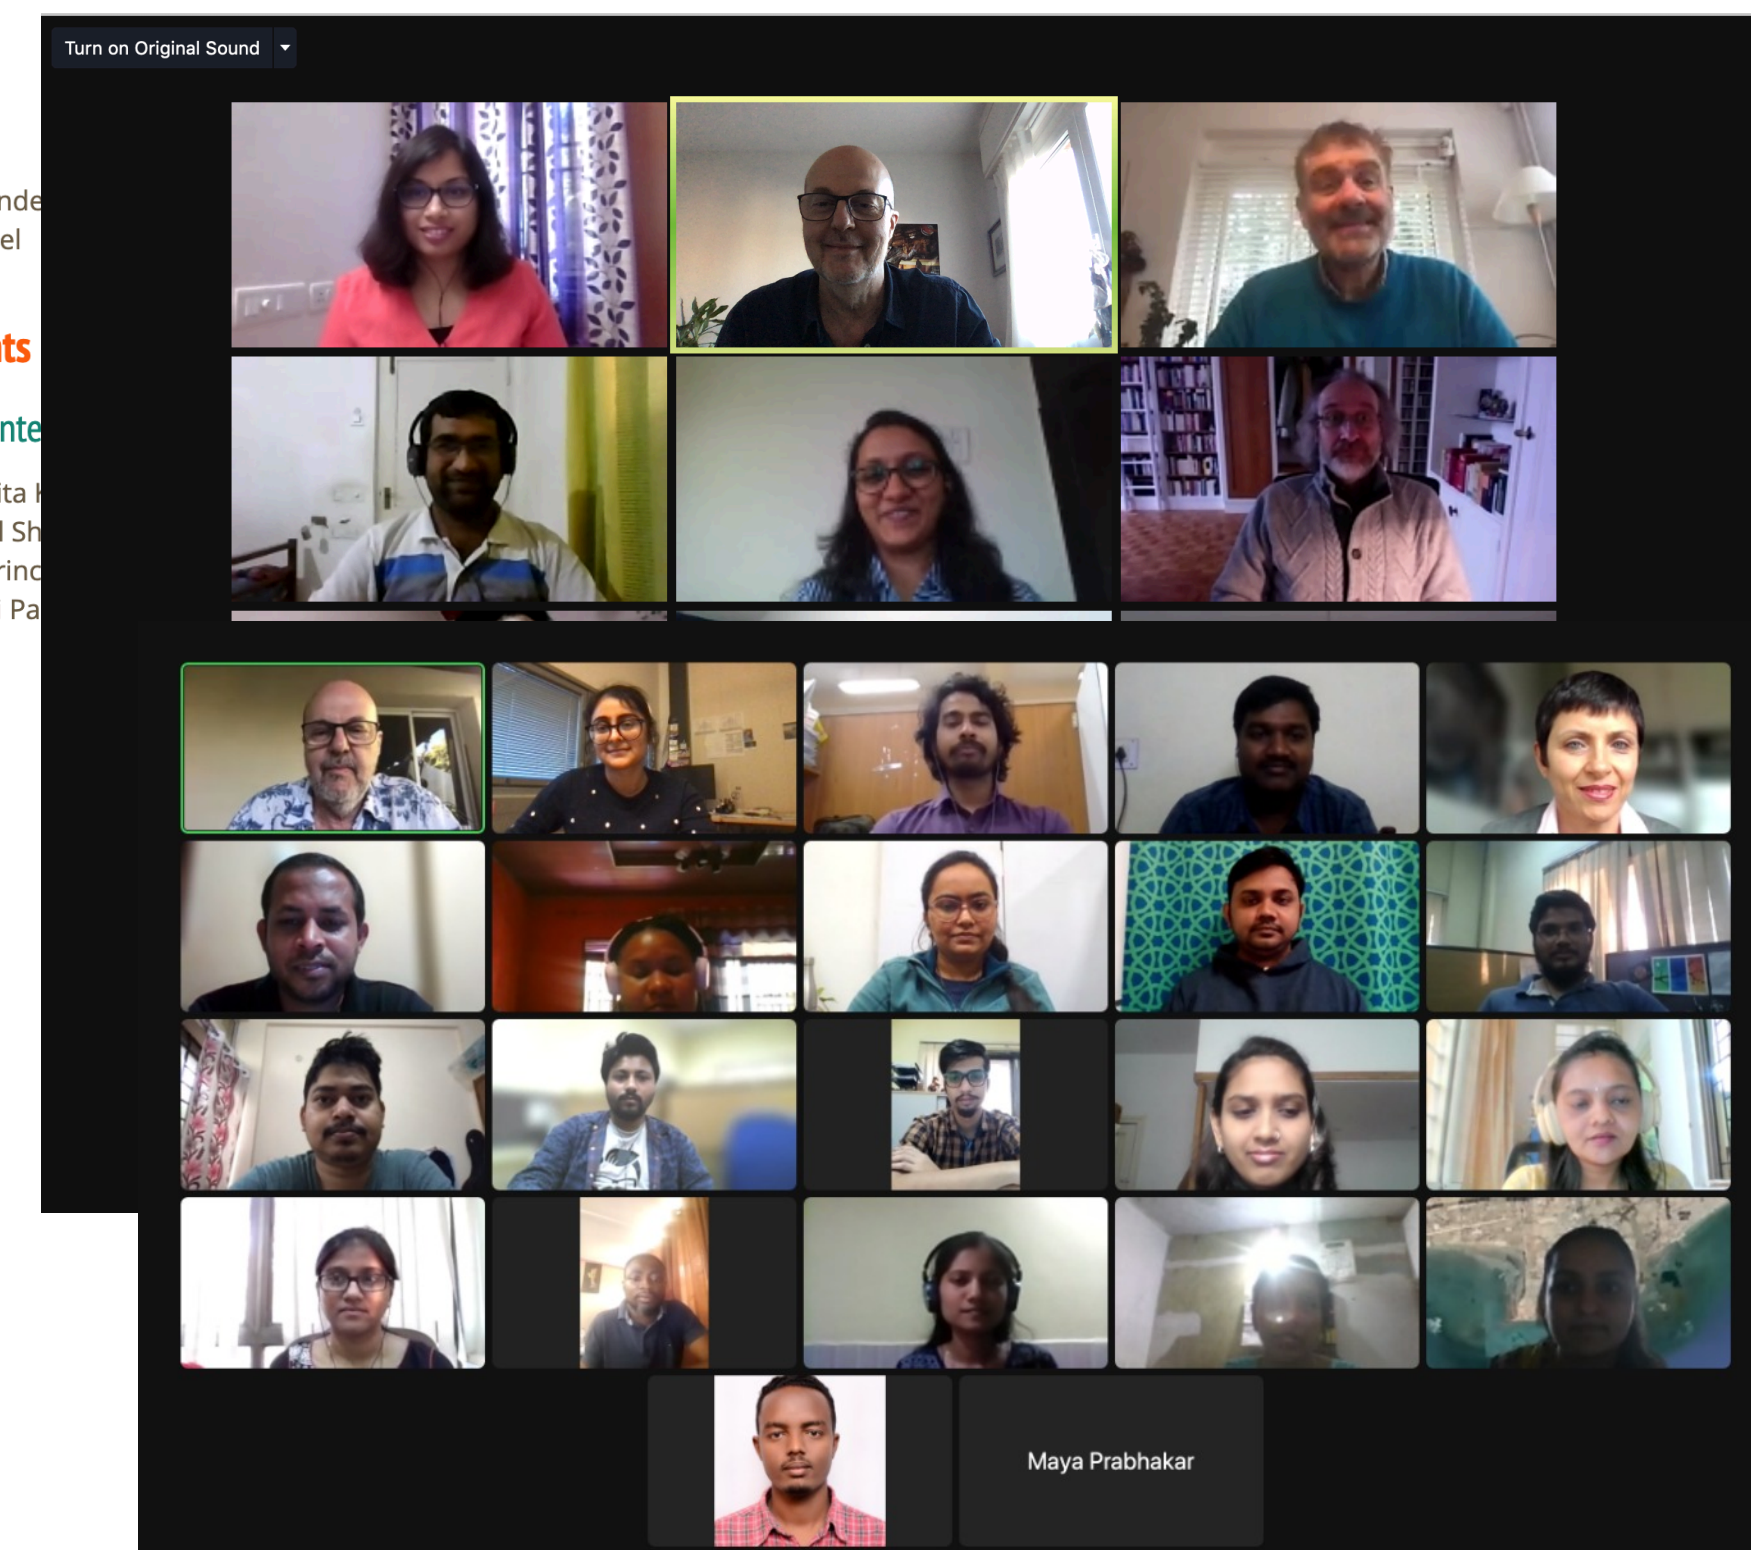 Turn on Original Sound
nde
el
ts
nte
ita
l Sh
rinc
i Pa
Maya Prabhakar